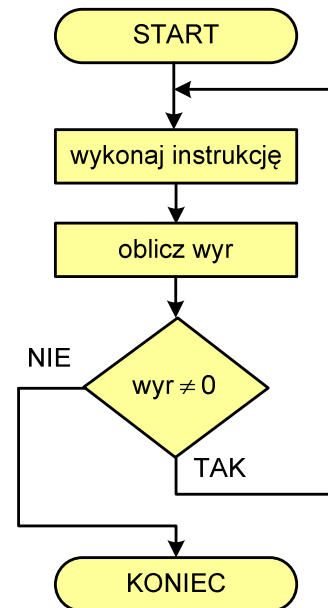 START
wykonaj instrukcję
oblicz wyr
wyr ≠ 0
NIE
TAK
KONIEC